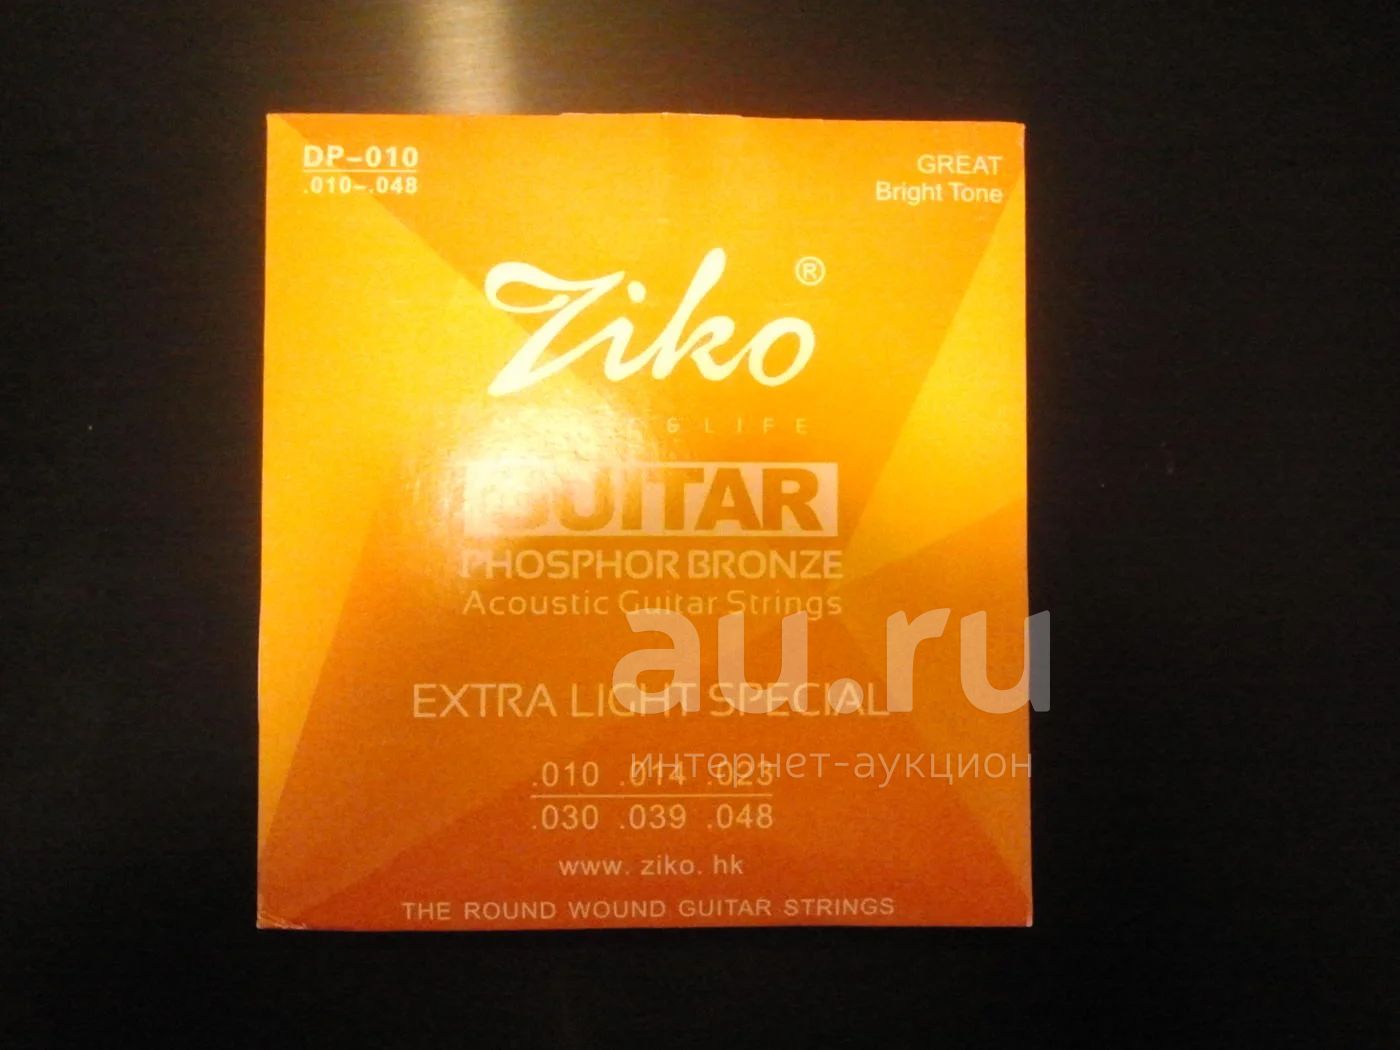 DP-010
.010-.048
GREAT
Bright Tone
Ziko®
& LIFE
GUITAR
PHOSPHOR BRONZE
Acoustic Guitar Strings
au.ru
EXTRA LIGHT SPECIAL
интернет-аукцион
.010 .014 .023
.030 .039 .048
www. ziko. hk
THE ROUND WOUND GUITAR STRINGS